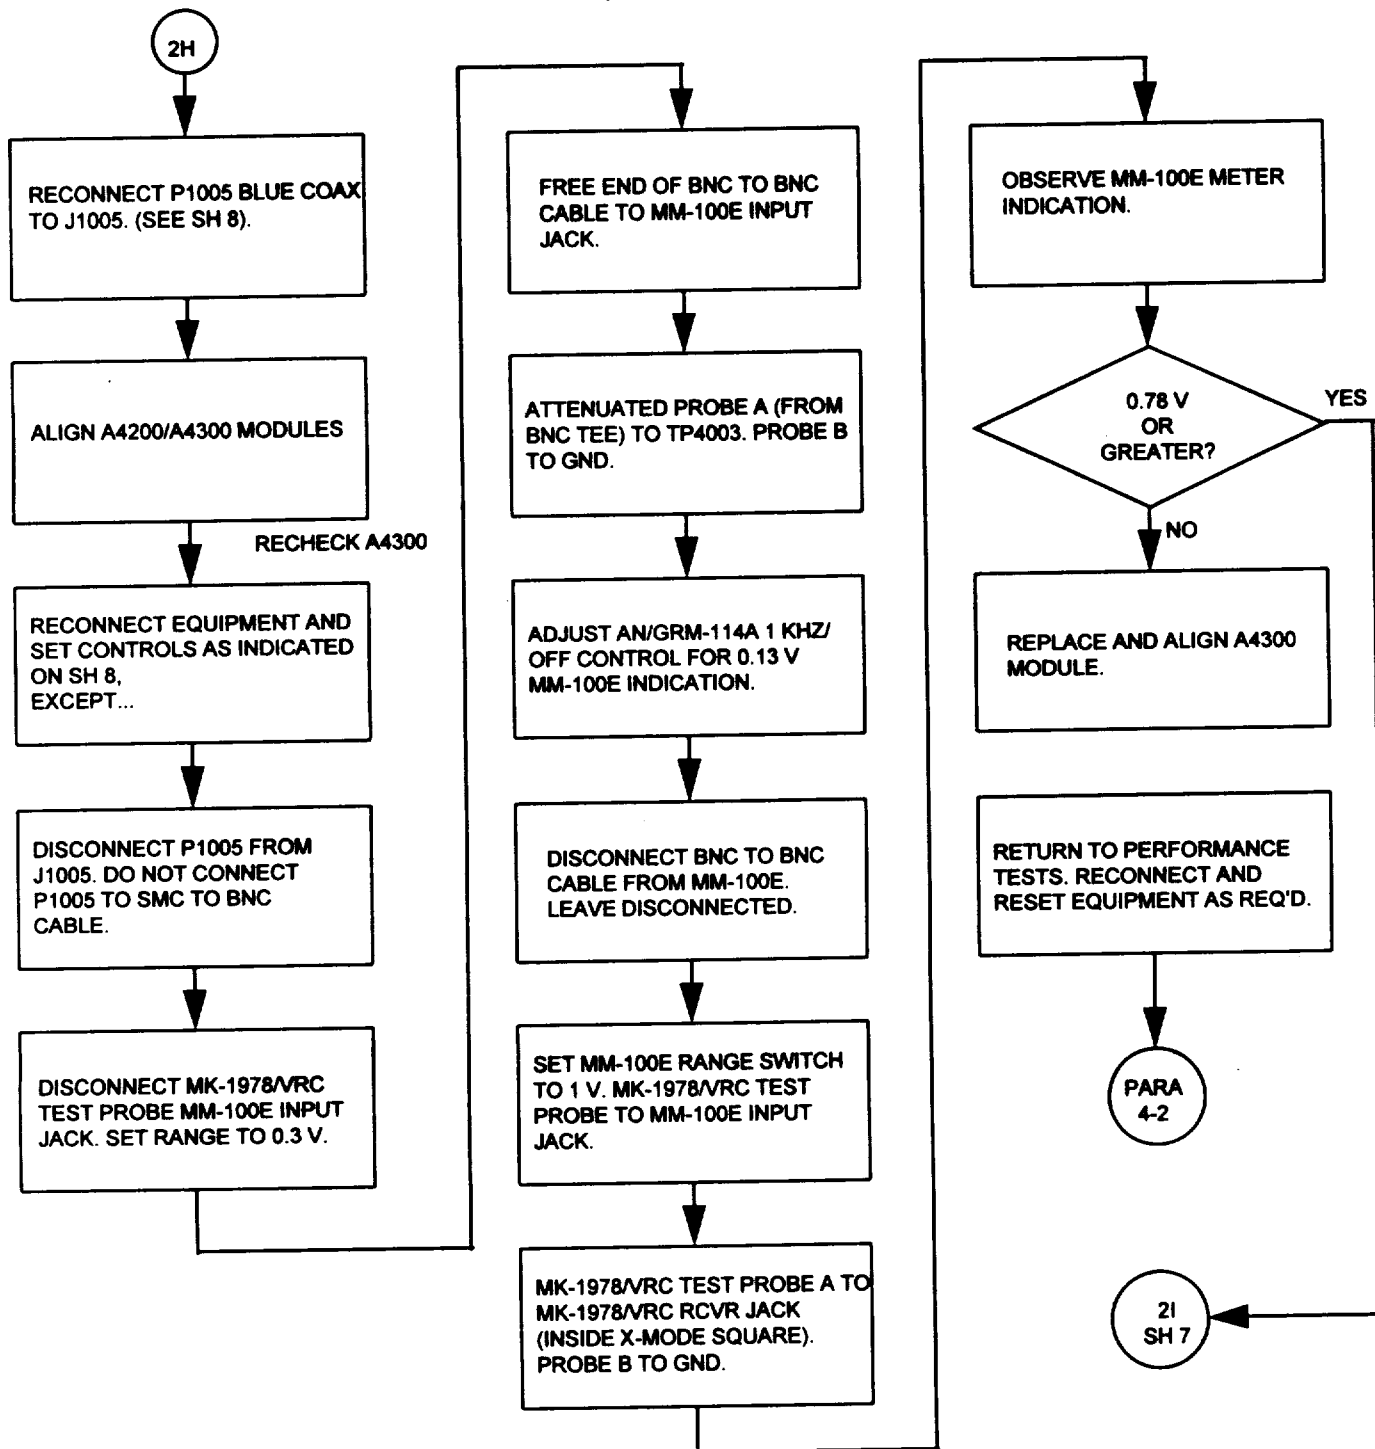 2H
RECONNECT P1005 BLUE COAX
TO J1005. (SEE SH 8).
ALIGN A4200/A4300 MODULES
RECHECK A4300
RECONNECT EQUIPMENT AND
SET CONTROLS AS INDICATED
ON SH 8,
EXCEPT...
DISCONNECT P1005 FROM
J1005. DO NOT CONNECT
P1005 TO SMC TO BNC
CABLE.
DISCONNECT MK-1978/VRC
TEST PROBE MM-100E INPUT
JACK. SET RANGE TO 0.3 V.
FREE END OF BNC TO BNC
CABLE TO MM-100E INPUT
JACK.
ATTENUATED PROBE A (FROM
BNC TEE) TO TP4003. PROBE B
TO GND.
ADJUST AN/GRM-114A 1 KHZ/
OFF CONTROL FOR 0.13 V
MM-100E INDICATION.
DISCONNECT BNC TO BNC
CABLE FROM MM-100E.
LEAVE DISCONNECTED.
SET MM-100E RANGE SWITCH
TO 1 V. MK-1978/VRC TEST
PROBE TO MM-100E INPUT
JACK.
MK-1978/VRC TEST PROBE A TO
MK-1978/VRC RCVR JACK
(INSIDE X-MODE SQUARE).
PROBE B TO GND.
OBSERVE MM-100E METER
INDICATION.
0.78 V
OR
GREATER?
YES
NO
REPLACE AND ALIGN A4300
MODULE.
RETURN TO PERFORMANCE
TESTS. RECONNECT AND
RESET EQUIPMENT AS REQ'D.
PARA
4-2
2I
SH 7